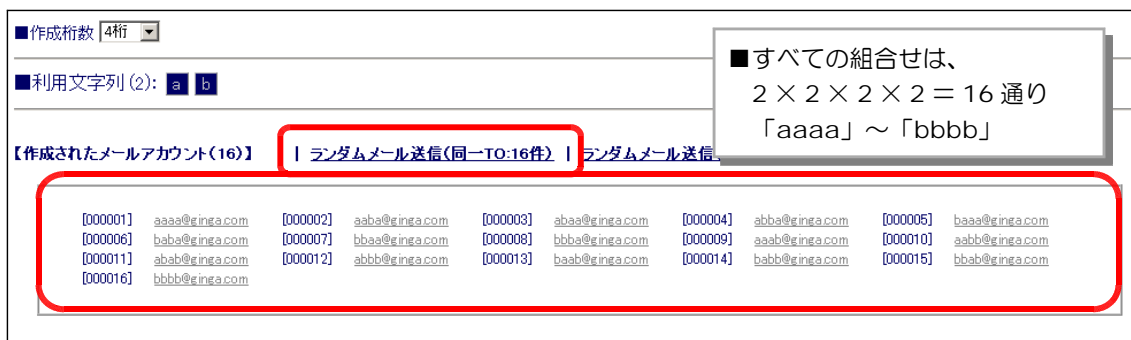 ■作成桁数 4桁
■利用文字列(2): a b
■すべての組合せは、
2×2×2×2＝16通り
「aaaa」～「bbbb」
【作成されたメールアカウント(16)】 | ランダムメール送信(同一TO:16件) | ランダムメール送信
[000001] aaaa@ginga.com [000002] aaba@ginga.com [000003] abaa@ginga.com [000004] abba@ginga.com [000005] baaa@ginga.com
[000006] baba@ginga.com [000007] bbaa@ginga.com [000008] bbba@ginga.com [000009] aaab@ginga.com [000010] aabb@ginga.com
[000011] abab@ginga.com [000012] abbb@ginga.com [000013] baab@ginga.com [000014] babb@ginga.com [000015] bbab@ginga.com
[000016] bbbb@ginga.com